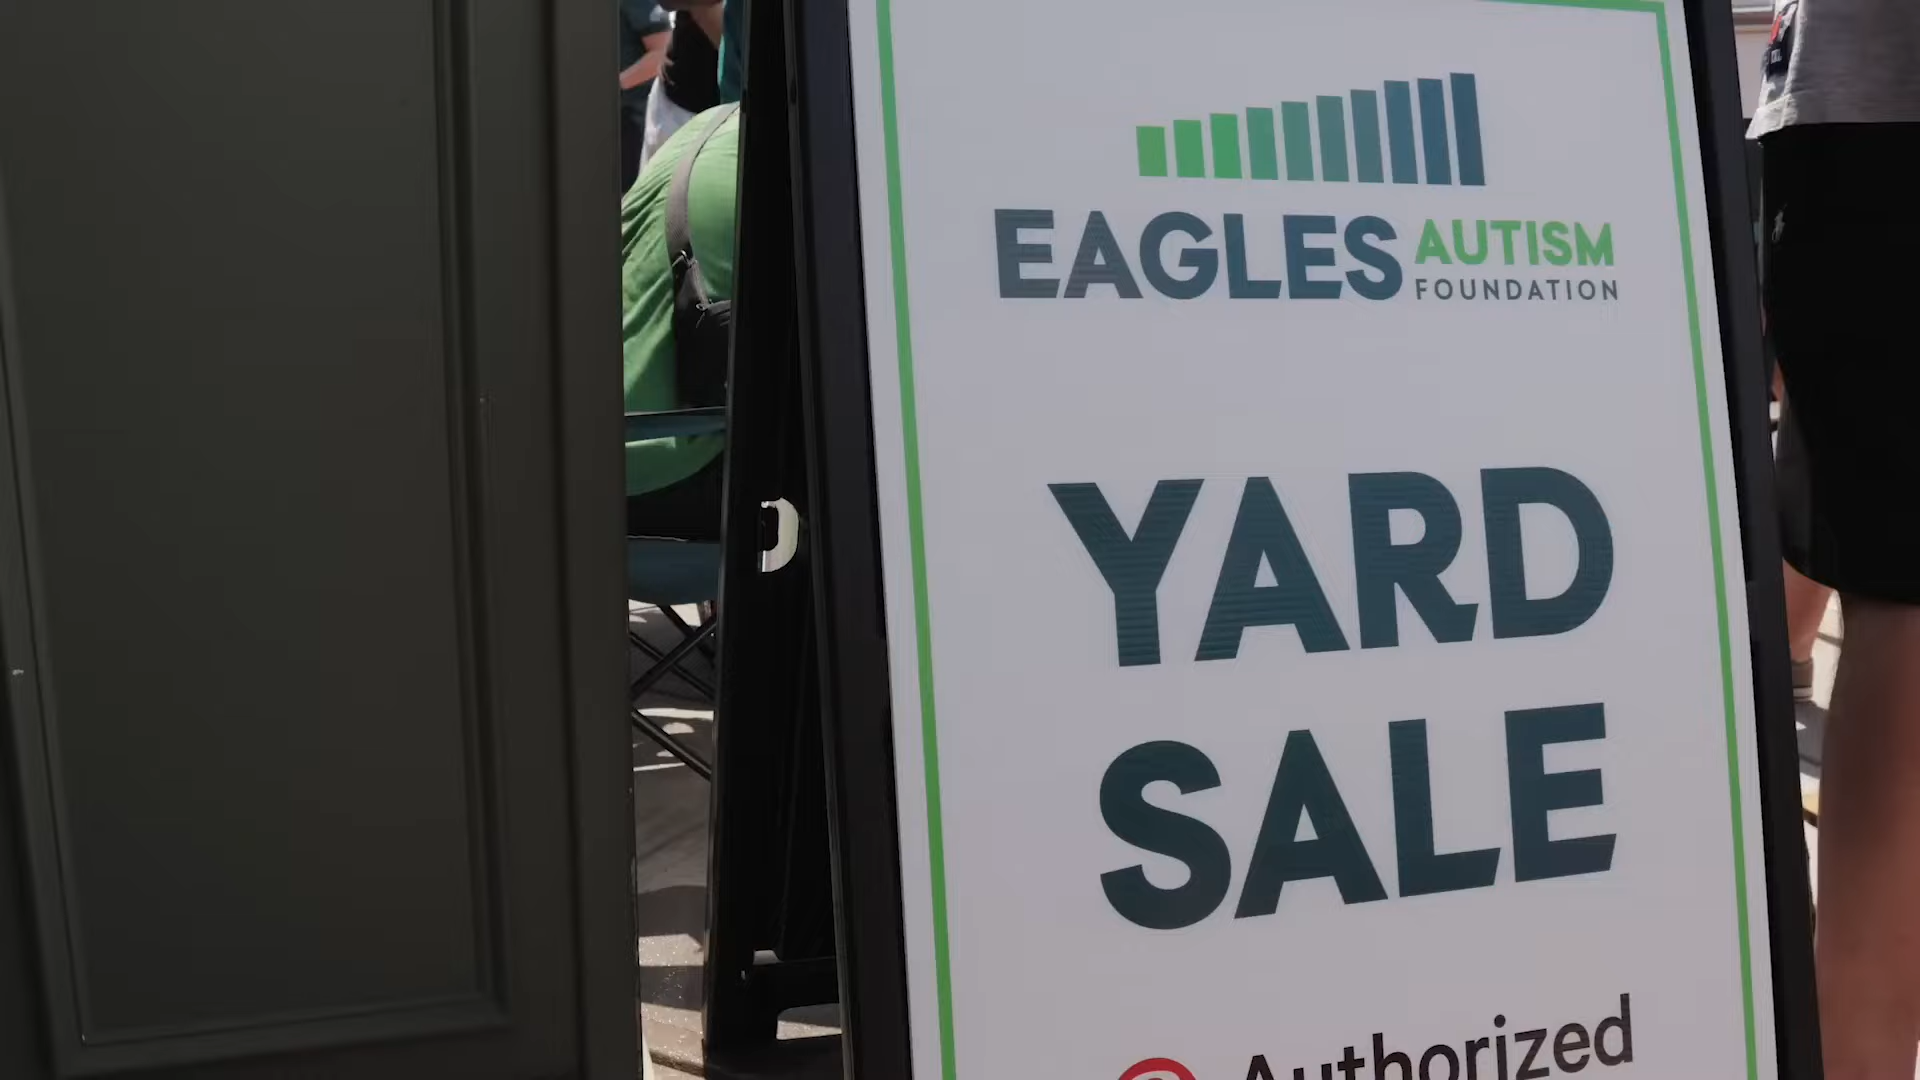 EAGLES AUTISM
FOUNDATION
YARD
SALE
Authorized